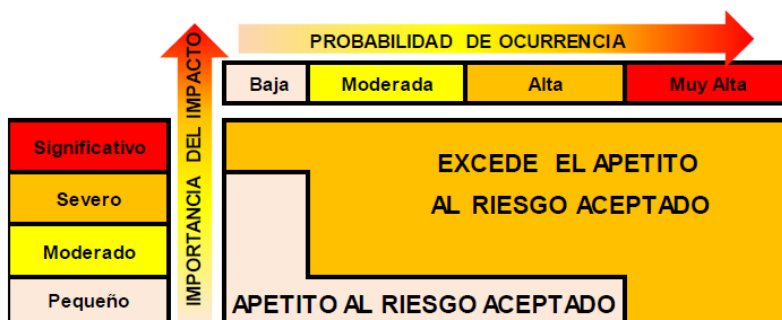 PROBABILIDAD DE OCURRENCIA
Baja Moderada Alta Muy Alta
IMPORTANCIA DEL IMPACTO
Significativo
Severo
Moderado
Pequeño
EXCEDE EL APETITO
AL RIESGO ACEPTADO
APETITO AL RIESGO ACEPTADO